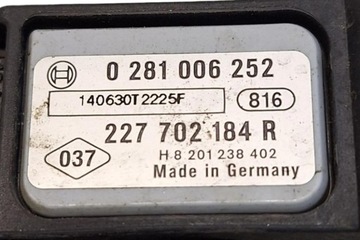 0 281 006 252
140630T2225F 816
227 702 184 R
037 H 8 201 238 402
Made in Germany